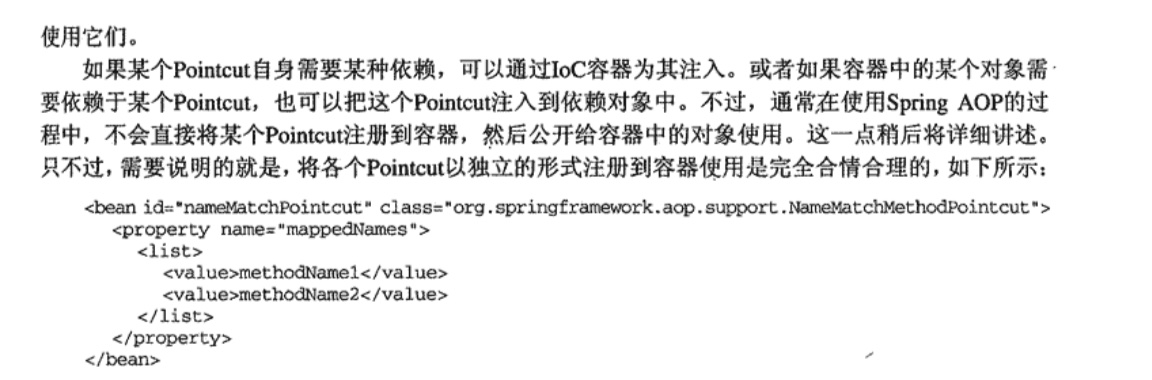 使用它们。
如果某个Pointcut自身需要某种依赖，可以通过IoC容器为其注入。或者如果容器中的某个对象需
要依赖于某个Pointcut，也可以把这个Pointcut注入到依赖对象中。不过，通常在使用Spring AOP的过
程中，不会直接将某个Pointcut注册到容器，然后公开给容器中的对象使用。这一点稍后将详细讲述。
只不过，需要说明的就是，将各个Pointcut以独立的形式注册到容器使用是完全合情合理的，如下所示：
<bean id="nameMatchPointcut" class="org.springframework.aop.support.NameMatchMethodPointcut">
<property name="mappedNames">
<list>
<value>methodName1</value>
<value>methodName2</value>
</list>
</property>
</bean>